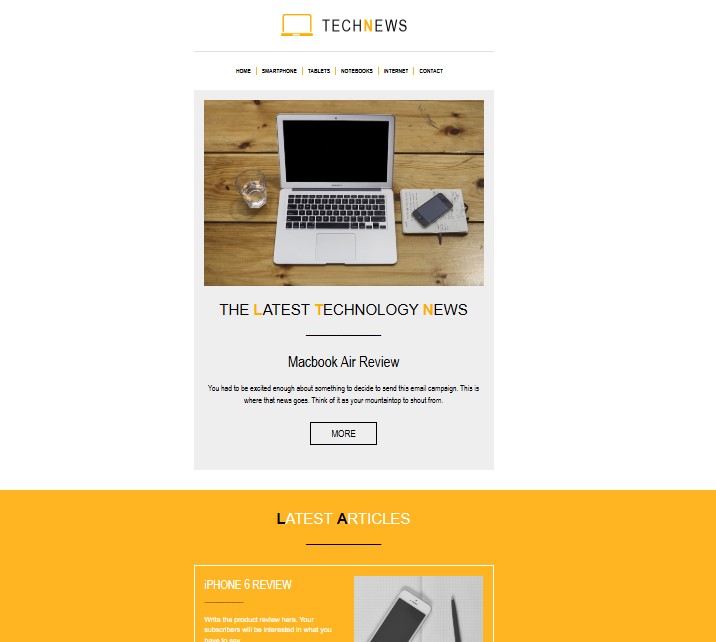 TECHNEWS
HOME SMARTPHONE TABLETS NOTEBOOKS INTERNET CONTACT
THE LATEST TECHNOLOGY NEWS
Macbook Air Review
You had to be excited enough about something to decide to send this email campaign. This is
where that news goes. Think of it as your mountaintop to shout from.
MORE
LATEST ARTICLES
iPHONE 6 REVIEW
Write the product review here. Your
subscribers will be interested in what you
have to say